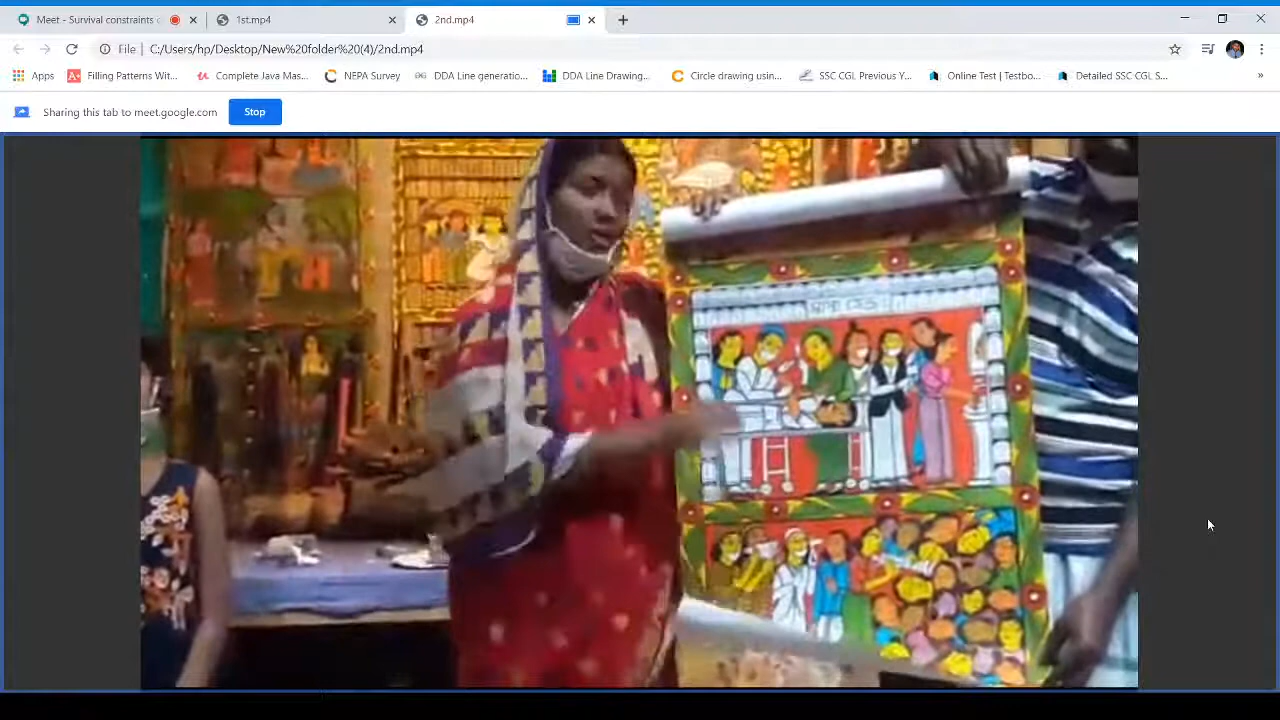 Meet - Survival constraints
1st.mp4
2nd.mp4
File
C:/Users/hp/Desktop/New%20folder%20(4)/2nd.mp4
Apps
Filling Patterns Wit...
Complete Java Mas...
NEPA Survey
DDA Line generatio...
DDA Line Drawing...
Circle drawing usin...
SSC CGL Previous Y...
Online Test | Testbo...
Detailed SSC CGL S...
»
Sharing this tab to meet.google.com
Stop